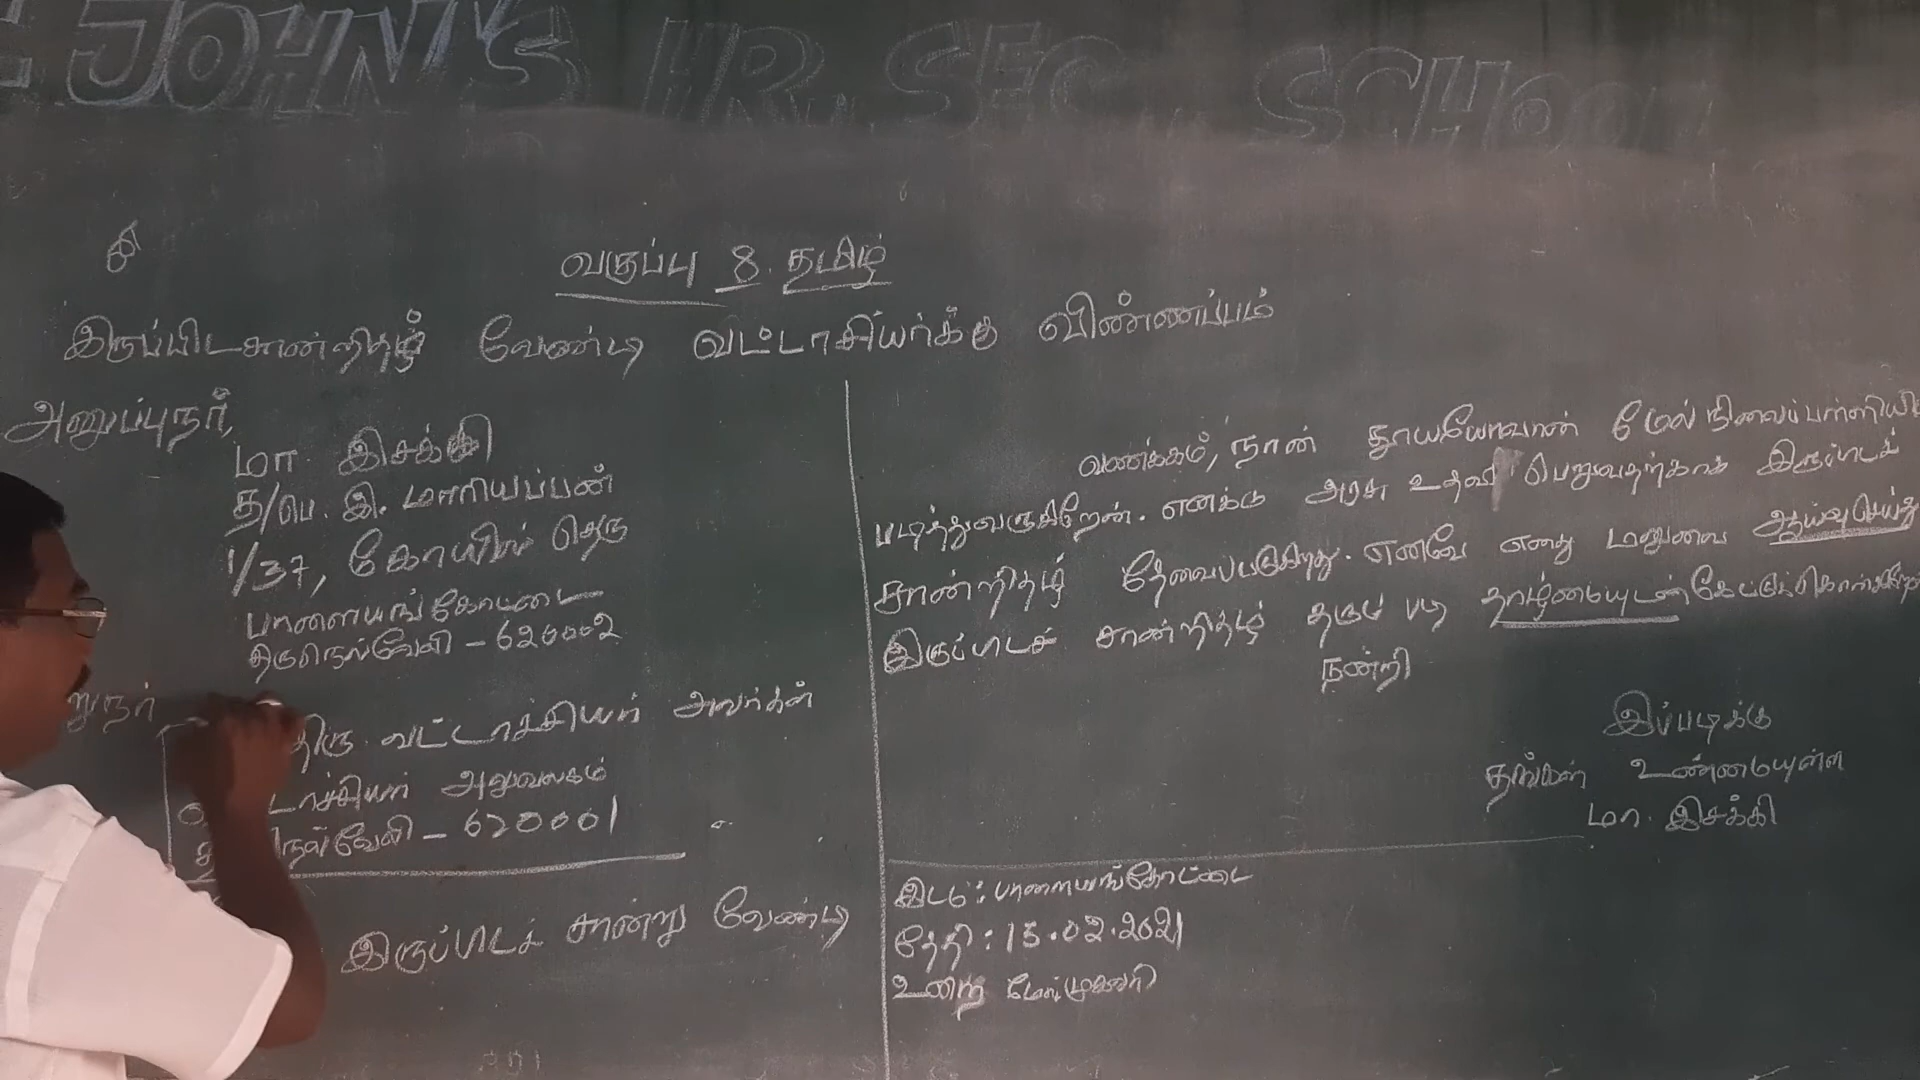 JOHN'S HR. SEC. SCHOOL
வகுப்பு 8. தமிழ்
இருப்பிடசான்றிதழ் வேண்டி வட்டாசியர்க்கு விண்ணப்பம்
அனுப்புநர்,
மா. இசக்கி
த/பெ. இ. மாரியப்பன்
1/37, கோயில் தெரு
பாளையங்கோட்டை
திருநெல்வேலி - 620002
றுநர்
திரு. வட்டாச்சியர் அவர்கள்
டாச்சியர் அலுவலகம்
நல்வேலி - 620001
இருப்பிடச் சான்று வேண்டி
வணக்கம், நான் தூயயோவான் மேல்நிலைப்பள்ளியி
படித்துவருகிறேன். எனக்கு அரசு உதவி பெறுவதற்காக இருப்பிடச்
சான்றிதழ் தேவைப்படுகிறது. எனவே எனது மனுவை ஆய்வுசெய்து
இருப்பிடச் சான்றிதழ் தரும் படி தாழ்மையுடன் கேட்டுக்கொள்கிறேன்
நன்றி
இப்படிக்கு
தங்கள் உண்மையுள்ள
மா. இசக்கி
இடம்: பாளையங்கோட்டை
தேதி: 15.02.2021
உறை மேல்முகவரி